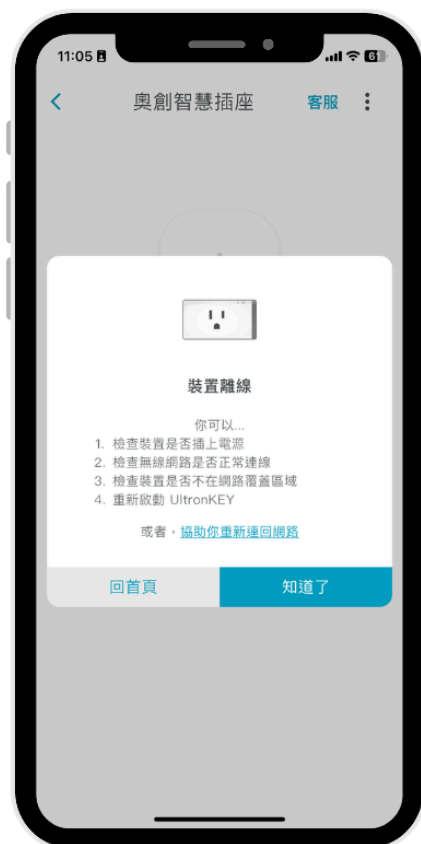 11:05
61
奧創智慧插座
客服
裝置離線
你可以...
1. 檢查裝置是否插上電源
2. 檢查無線網路是否正常連線
3. 檢查裝置是否不在網路覆蓋區域
4. 重新啟動 UltronKEY
或者，協助你重新連回網路
回首頁
知道了